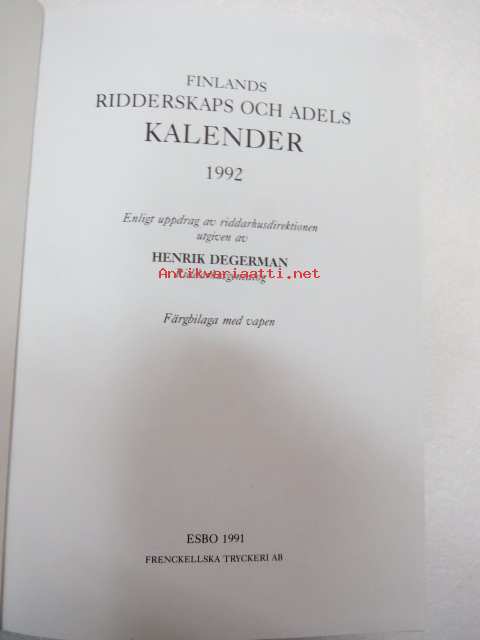 FINLANDS
RIDDERSKAPS OCH ADELS
KALENDER
1992
Enligt uppdrag av riddarhusdirektionen
utgiven av
HENRIK DEGERMAN
Antikvariaatti.net
Färgbilaga med vapen
ESBO 1991
FRENCKELLSKA TRYCKERI AB